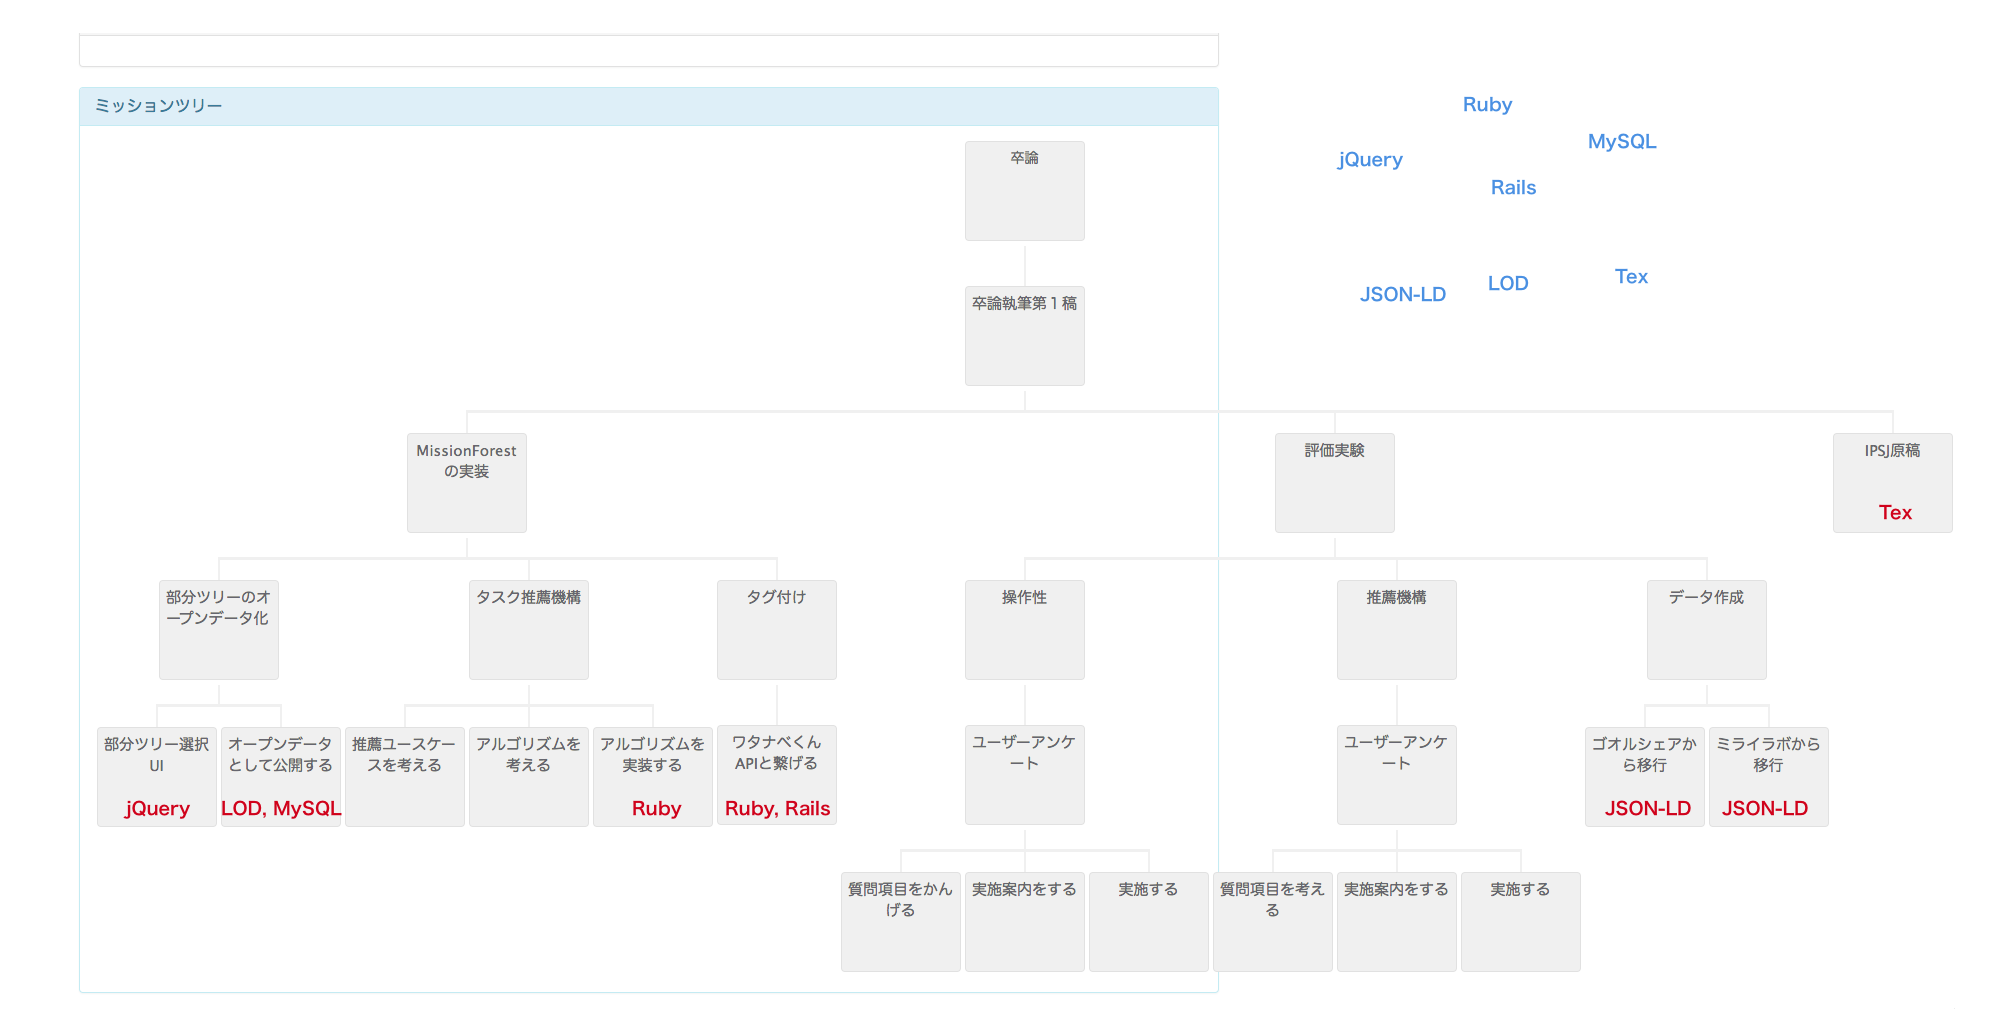 ミッションツリー
Ruby
MySQL
jQuery
Rails
Tex
LOD
JSON-LD
卒論
卒論執筆第１稿
MissionForest
の実装
評価実験
IPSJ原稿
Tex
部分ツリーのオ
ープンデータ化
タスク推薦機構
タグ付け
操作性
推薦機構
データ作成
部分ツリー選択
UI
jQuery
オープンデータ
として公開する
LOD, MySQL
推薦ユースケー
スを考える
アルゴリズムを
考える
アルゴリズムを
実装する
Ruby
ワタナベくん
APIと繋げる
Ruby, Rails
ユーザーアンケ
ート
ユーザーアンケ
ート
ゴオルシェアか
ら移行
JSON-LD
ミライラボから
移行
JSON-LD
質問項目をかん
げる
実施案内をする
実施する
質問項目を考え
る
実施案内をする
実施する